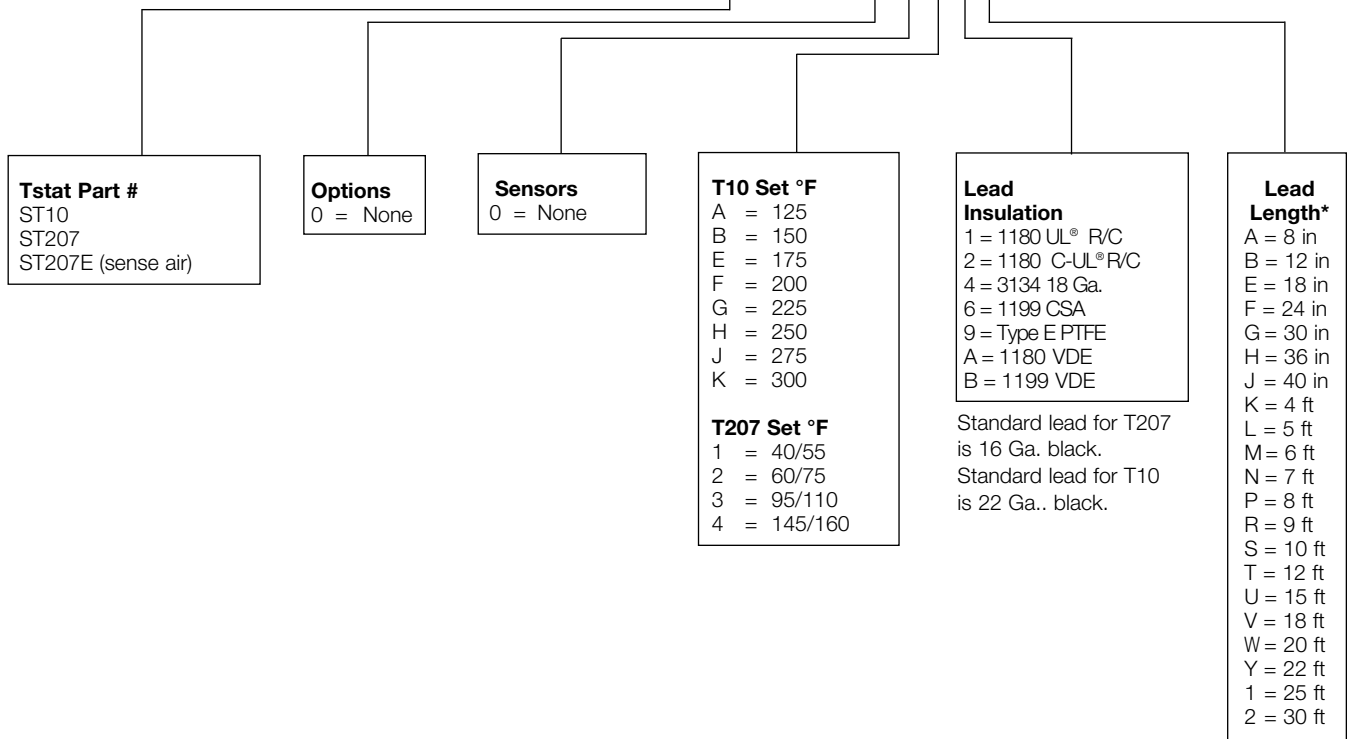 Tstat Part #
ST10
ST207
ST207E (sense air)
Options
0 = None
Sensors
0 = None
T10 Set °F
A = 125
B = 150
E = 175
F = 200
G = 225
H = 250
J = 275
K = 300
T207 Set °F
1 = 40/55
2 = 60/75
3 = 95/110
4 = 145/160
Lead
Insulation
1 = 1180 UL® R/C
2 = 1180 C-UL® R/C
4 = 3134 18 Ga.
6 = 1199 CSA
9 = Type E PTFE
A = 1180 VDE
B = 1199 VDE
Standard lead for T207
is 16 Ga. black.
Standard lead for T10
is 22 Ga.. black.
Lead
Length*
A = 8 in
B = 12 in
E = 18 in
F = 24 in
G = 30 in
H = 36 in
J = 40 in
K = 4 ft
L = 5 ft
M = 6 ft
N = 7 ft
P = 8 ft
R = 9 ft
S = 10 ft
T = 12 ft
U = 15 ft
V = 18 ft
W = 20 ft
Y = 22 ft
1 = 25 ft
2 = 30 ft